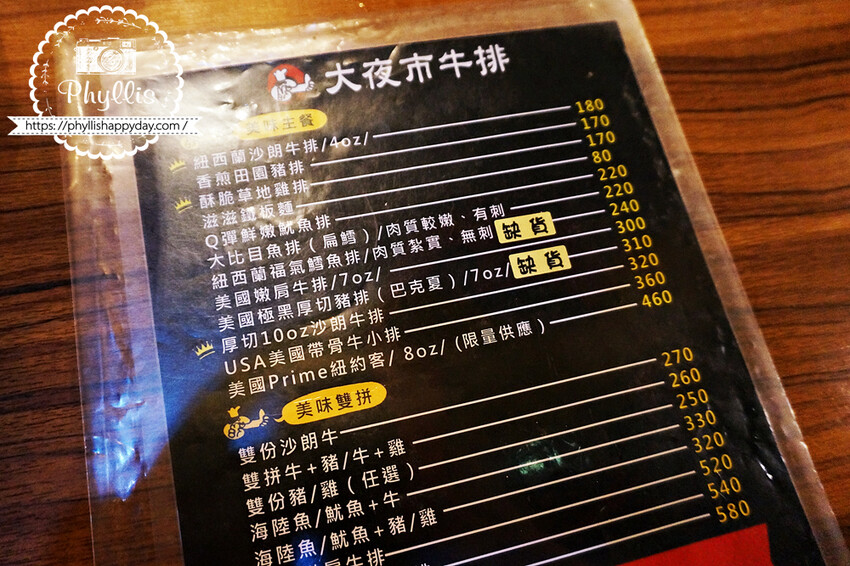 Phyllis
https://phyllishappyday.com/
大夜市牛排
美味主餐
紐西蘭沙朗牛排/4oz/ 180
香煎田園豬排 170
酥脆草地雞排 170
滋滋鐵板麵 80
Q彈鮮嫩魷魚排 220
大比目魚排（扁鱈）/肉質較嫩、有刺 220
紐西蘭福氣鱈魚排/肉質紮實、無刺 缺貨 240
美國嫩肩牛排/7oz/ 300
美國極黑厚切豬排（巴克夏）/7oz/ 缺貨 310
厚切10oz沙朗牛排 320
USA美國帶骨牛小排 360
美國Prime紐約客/ 8oz/ (限量供應) 460
美味雙拼
雙份沙朗牛 270
雙拼牛+豬/牛+雞 260
雙份豬/雞（任選） 250
海陸魚/魷魚+牛 330
海陸魚/魷魚+豬/雞 320
肩牛排 520
540
580